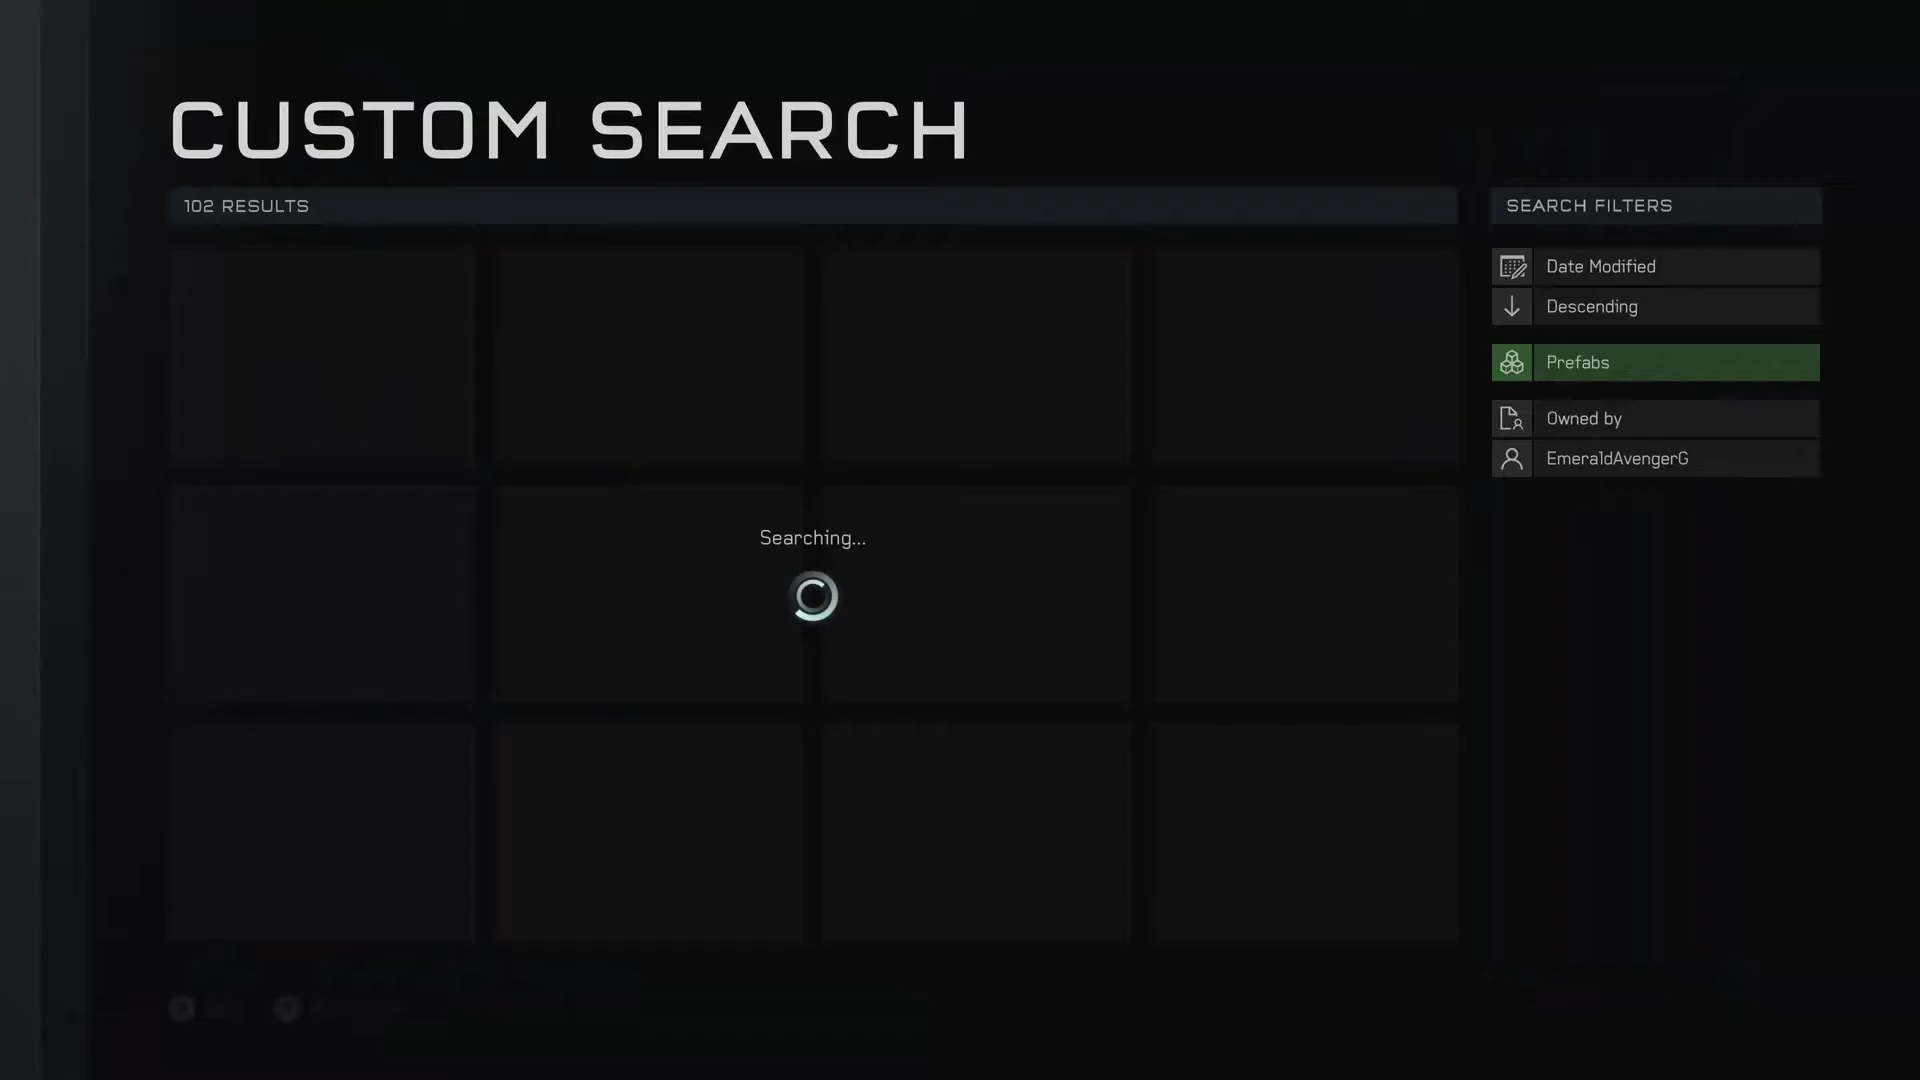 CUSTOM SEARCH
102 RESULTS
SEARCH FILTERS
Date Modified
Descending
Prefabs
Owned by
EmeraldAvengerG
Searching...